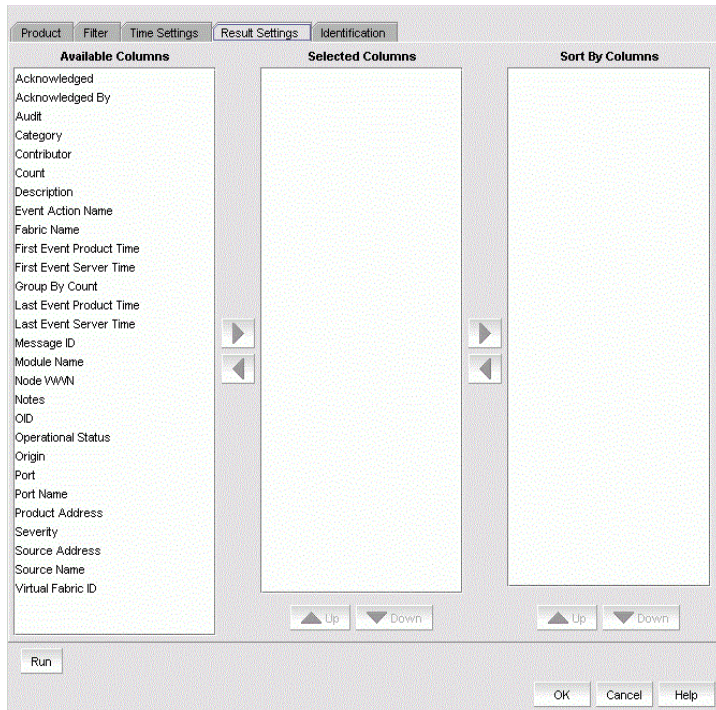 Product Filter Time Settings Result Settings Identification
Available Columns Selected Columns Sort By Columns
Acknowledged
Acknowledged By
Audit
Category
Contributor
Count
Description
Event Action Name
Fabric Name
First Event Product Time
First Event Server Time
Group By Count
Last Event Product Time
Last Event Server Time
Message ID
Module Name
Node WWN
Notes
OID
Operational Status
Origin
Port
Port Name
Product Address
Severity
Source Address
Source Name
Virtual Fabric ID
Up Down Up Down
Run
OK Cancel Help